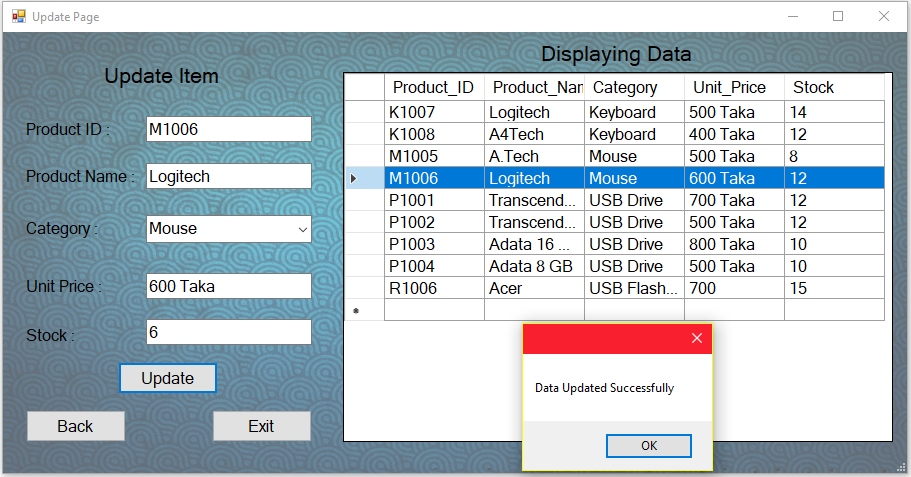 Update Page
Update Item
Product ID : M1006
Product Name : Logitech
Category : Mouse
Unit Price : 600 Taka
Stock : 6
Update
Back Exit
Displaying Data
Product_ID Product_Nam Category Unit_Price Stock
K1007 Logitech Keyboard 500 Taka 14
K1008 A4Tech Keyboard 400 Taka 12
M1005 A.Tech Mouse 500 Taka 8
M1006 Logitech Mouse 600 Taka 12
P1001 Transcend... USB Drive 700 Taka 12
P1002 Transcend... USB Drive 500 Taka 12
P1003 Adata 16 ... USB Drive 800 Taka 10
P1004 Adata 8 GB USB Drive 500 Taka 10
R1006 Acer USB Flash... 700 15
Data Updated Successfully
OK